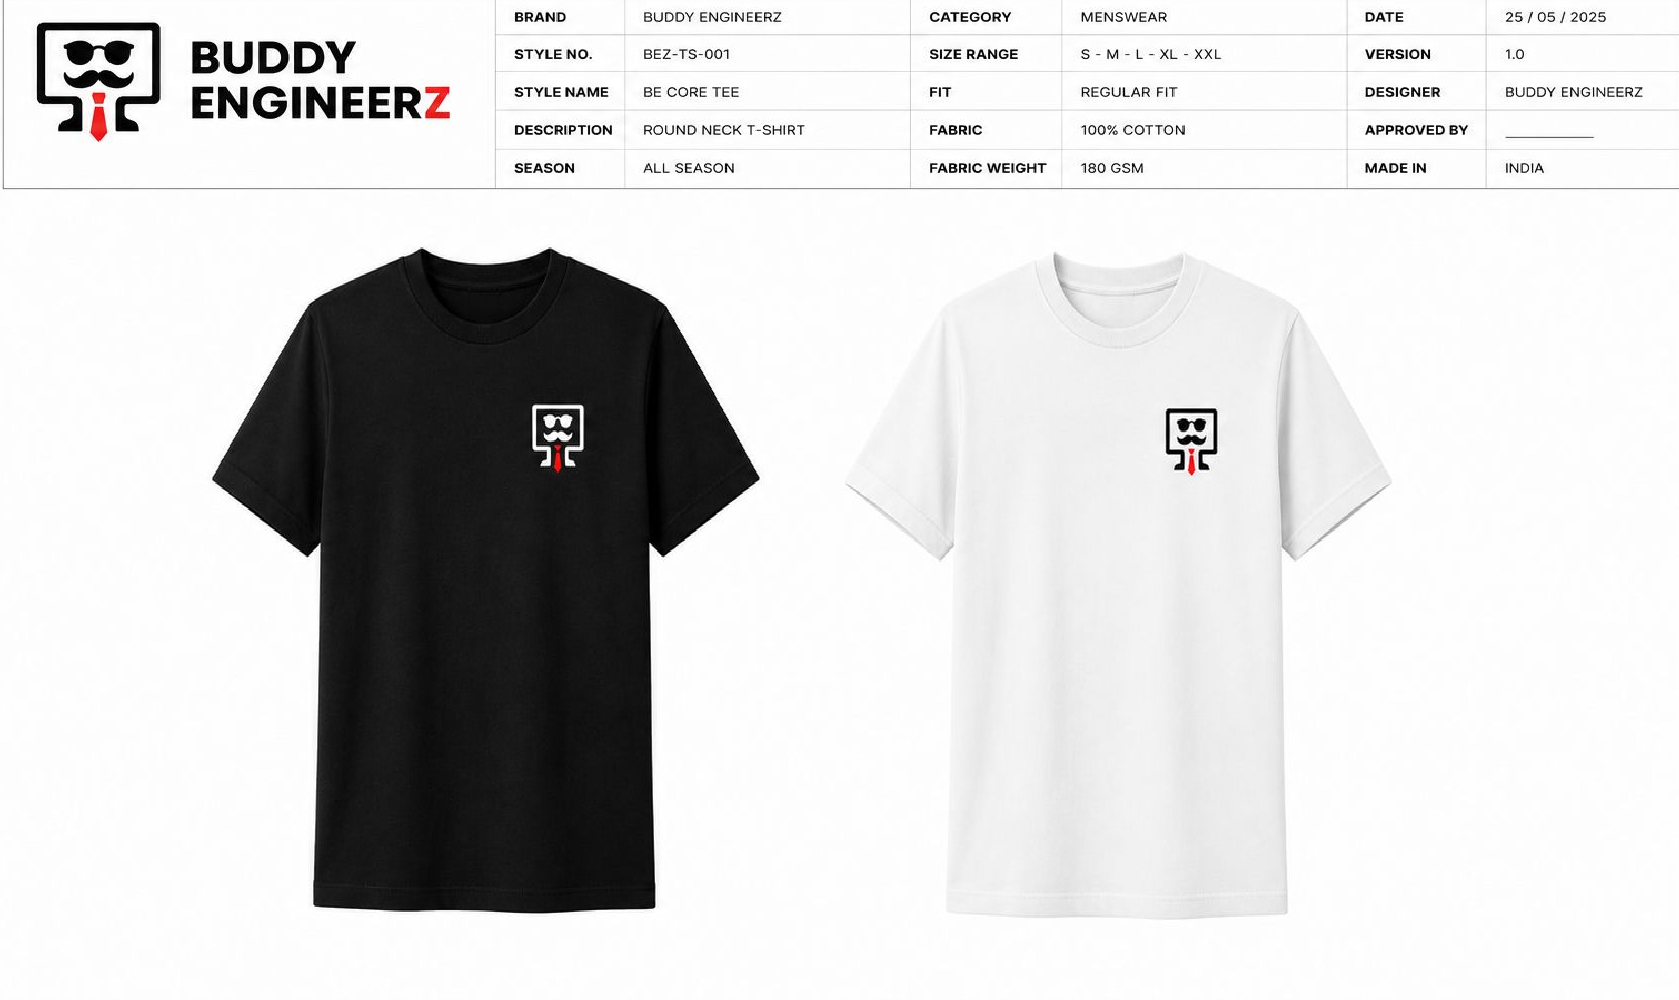 BUDDY
ENGINEERZ
BRAND BUDDY ENGINEERZ CATEGORY MENSWEAR DATE 25 / 05 / 2025
STYLE NO. BEZ-TS-001 SIZE RANGE S - M - L - XL - XXL VERSION 1.0
STYLE NAME BE CORE TEE FIT REGULAR FIT DESIGNER BUDDY ENGINEERZ
DESCRIPTION ROUND NECK T-SHIRT FABRIC 100% COTTON APPROVED BY ____________
SEASON ALL SEASON FABRIC WEIGHT 180 GSM MADE IN INDIA